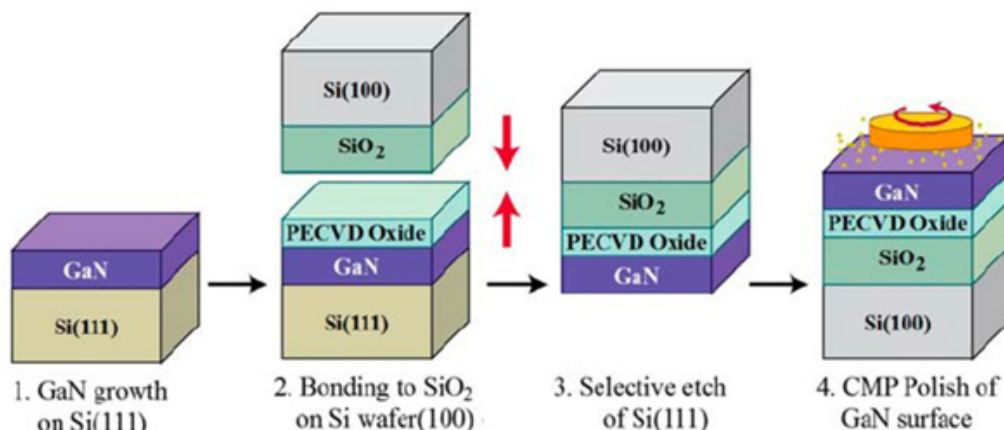 Si(100)
SiO₂
PECVD Oxide
GaN
Si(111)
GaN
Si(111)
Si(100)
SiO₂
PECVD Oxide
GaN
GaN
PECVD Oxide
SiO₂
Si(100)
1. GaN growth
on Si(111)
2. Bonding to SiO₂
on Si wafer(100)
3. Selective etch
of Si(111)
4. CMP Polish of
GaN surface